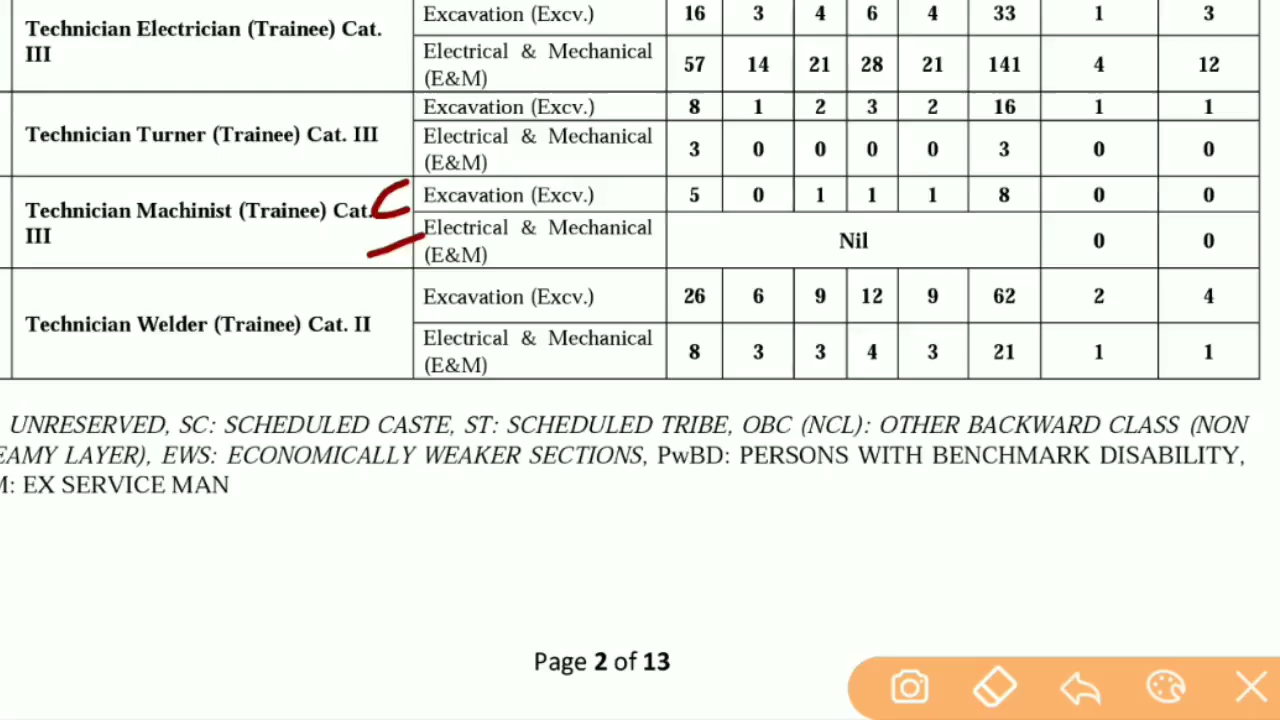 Technician Electrician (Trainee) Cat. III
Excavation (Excv.) 16 3 4 6 4 33 1 3
Electrical & Mechanical (E&M) 57 14 21 28 21 141 4 12
Technician Turner (Trainee) Cat. III
Excavation (Excv.) 8 1 2 3 2 16 1 1
Electrical & Mechanical (E&M) 3 0 0 0 0 3 0 0
Technician Machinist (Trainee) Cat. III
Excavation (Excv.) 5 0 1 1 1 8 0 0
Electrical & Mechanical (E&M) Nil 0 0
Technician Welder (Trainee) Cat. II
Excavation (Excv.) 26 6 9 12 9 62 2 4
Electrical & Mechanical (E&M) 8 3 3 4 3 21 1 1
UNRESERVED, SC: SCHEDULED CASTE, ST: SCHEDULED TRIBE, OBC (NCL): OTHER BACKWARD CLASS (NON
EAMY LAYER), EWS: ECONOMICALLY WEAKER SECTIONS, PwBD: PERSONS WITH BENCHMARK DISABILITY,
M: EX SERVICE MAN
Page 2 of 13